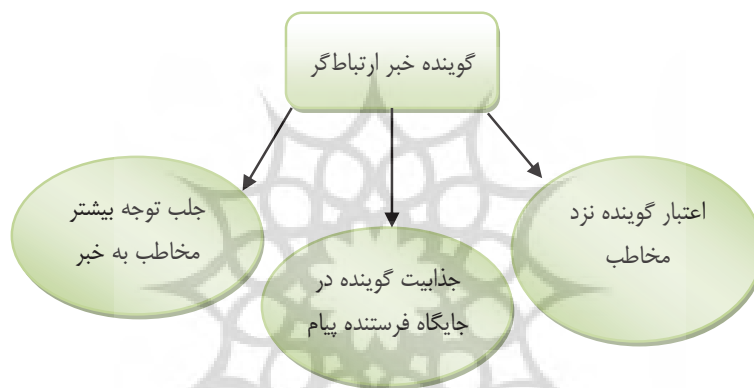 گوینده خبر ارتباط‌گر
اعتبار گوینده نزد
مخاطب
جذابیت گوینده در
جایگاه فرستنده پیام
جلب توجه بیشتر
مخاطب به خبر